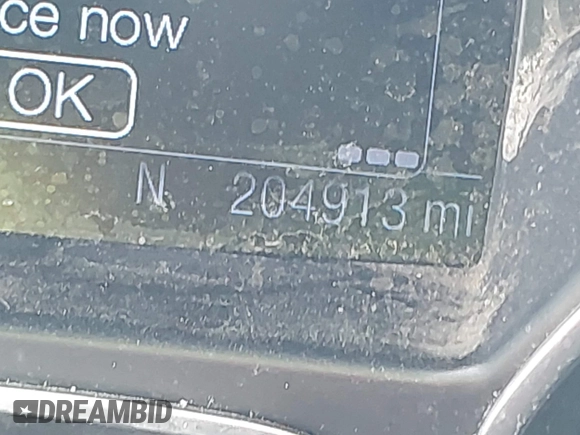 ce now
OK
N 204913 mi
DREAMBID